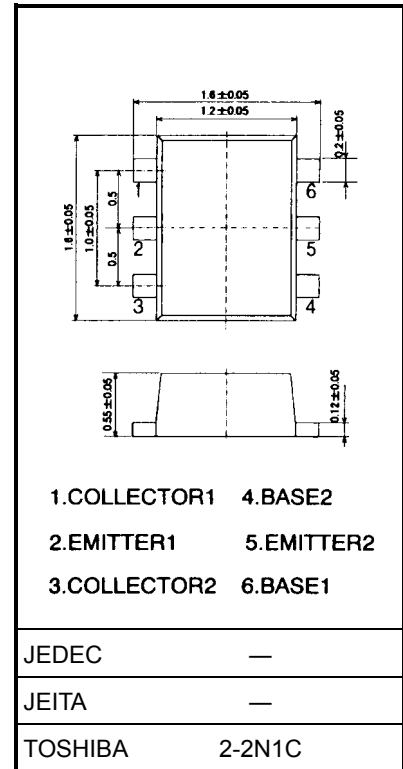 1.6±0.05
1.2±0.05
0.2±0.05
1 6
1.6±0.05
1.0±0.05
0.5
2 5
0.5
3 4
0.55±0.05
0.12±0.05
1.COLLECTOR1 4.BASE2
2.EMITTER1 5.EMITTER2
3.COLLECTOR2 6.BASE1
JEDEC —
JEITA —
TOSHIBA 2-2N1C